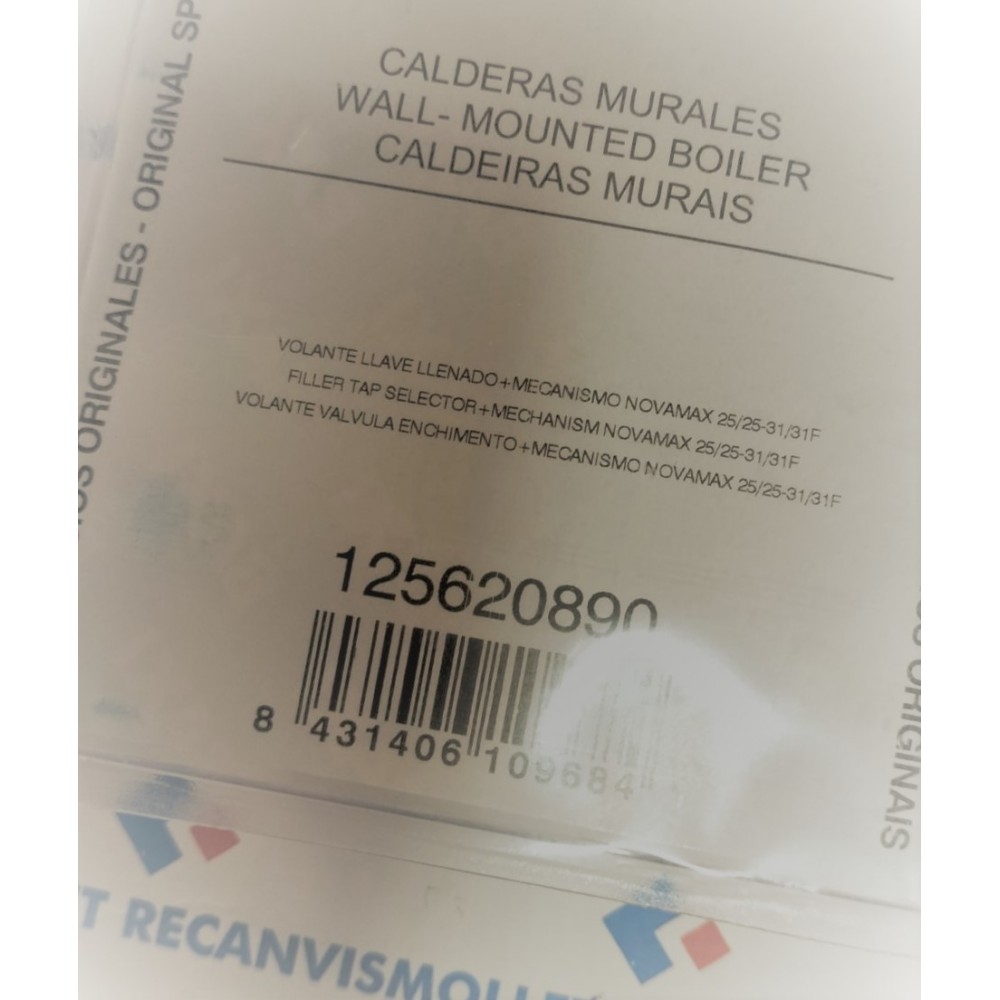 CALDERAS MURALES
WALL- MOUNTED BOILER
CALDEIRAS MURAIS
VOLANTE LLAVE LLENADO+MECANISMO NOVAMAX 25/25-31/31F
FILLER TAP SELECTOR+MECHANISM NOVAMAX 25/25-31/31F
VOLANTE VALVULA ENCHIMENTO+MECANISMO NOVAMAX 25/25-31/31F
125620890
8 431406 109684
ORIGINALES - ORIGINAL
ORIGINAIS
RECANVISMOLLET